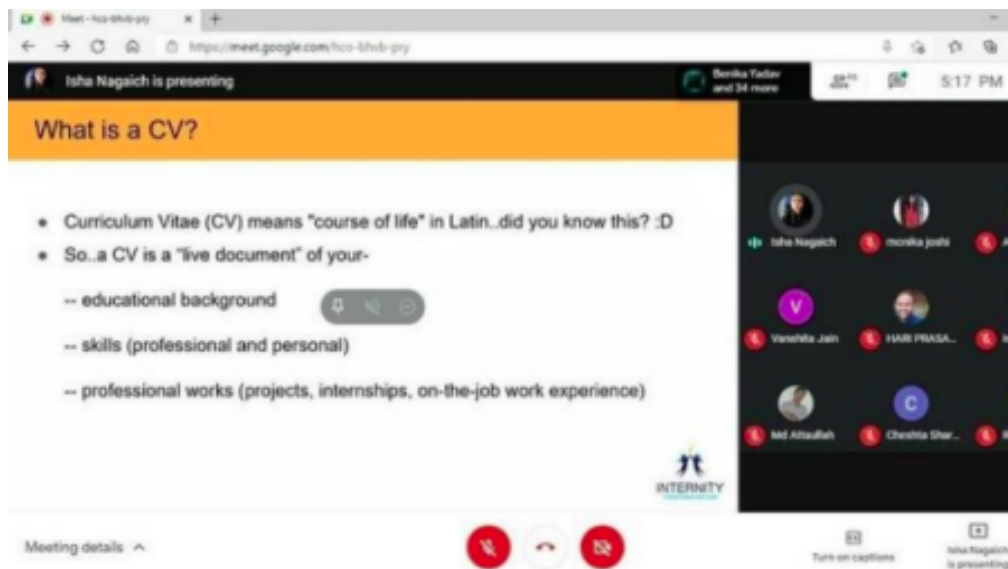 Meet - hco-bhvb-pry
https://meet.google.com/hco-bhvb-pry
Isha Nagaich is presenting
Benika Yadav
and 34 more
5:17 PM
What is a CV?
• Curriculum Vitae (CV) means "course of life" in Latin..did you know this? :D
• So..a CV is a "live document" of your-
-- educational background
-- skills (professional and personal)
-- professional works (projects, internships, on-the-job work experience)
INTERNITY
Isha Nagaich
monika joshi
V
Vanshita Jain
HARI PRASA...
Md Attaullah
C
Cheshta Shar...
Meeting details
Turn on captions
Isha Nagaich
is presenting